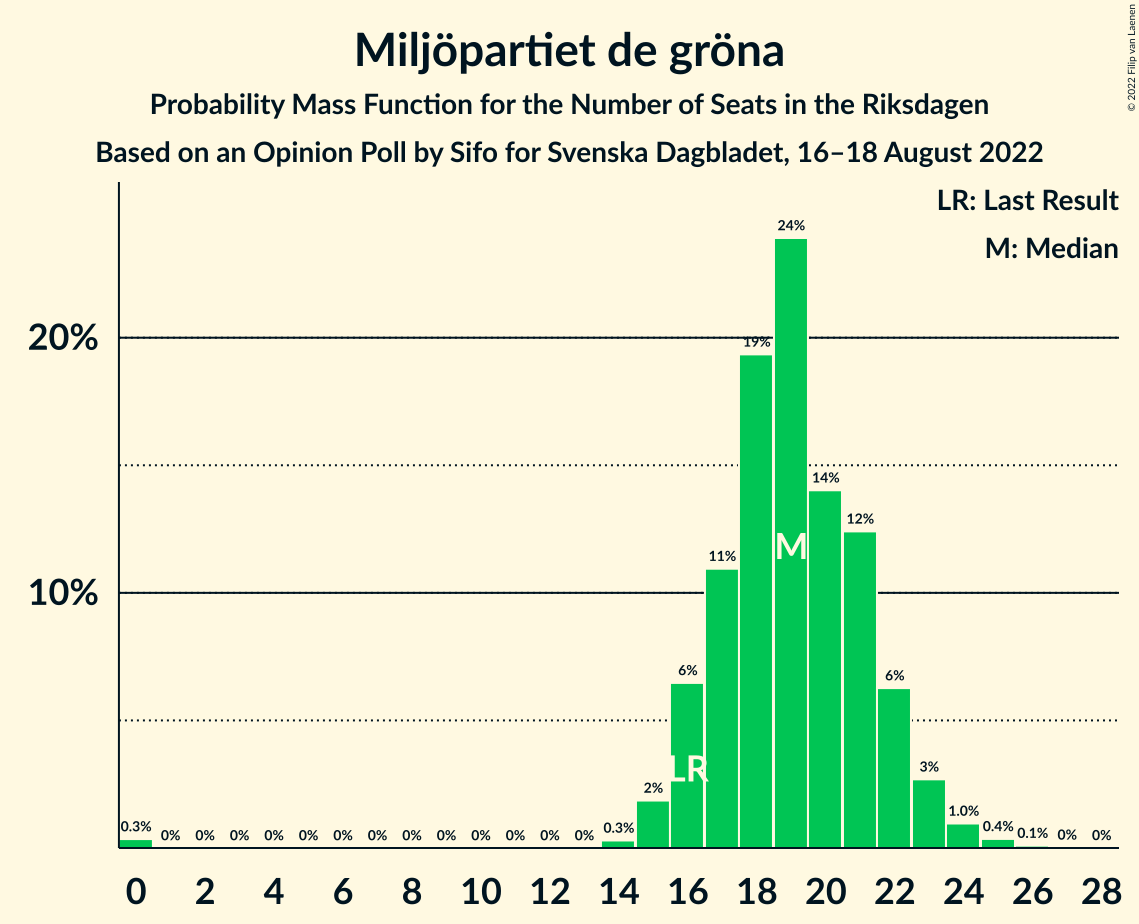 Miljöpartiet de gröna
Probability Mass Function for the Number of Seats in the Riksdagen
Based on an Opinion Poll by Sifo for Svenska Dagbladet, 16–18 August 2022
© 2022 Filip van Laenen
LR: Last Result
M: Median
20%
10%
0.3% 0% 0% 0% 0% 0% 0% 0% 0% 0% 0% 0% 0% 0% 0.3% 2% 6% 11% 19% 24% 14% 12% 6% 3% 1.0% 0.4% 0.1% 0% 0%
M
LR
0 2 4 6 8 10 12 14 16 18 20 22 24 26 28